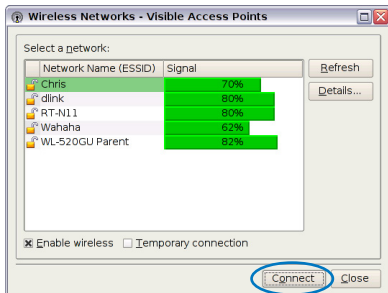 Wireless Networks - Visible Access Points
Select a network:
Network Name (ESSID) Signal
Chris 70%
dlink 80%
RT-N11 80%
Wahaha 62%
WL-520GU Parent 82%
Refresh
Details...
Enable wireless Temporary connection
Connect Close